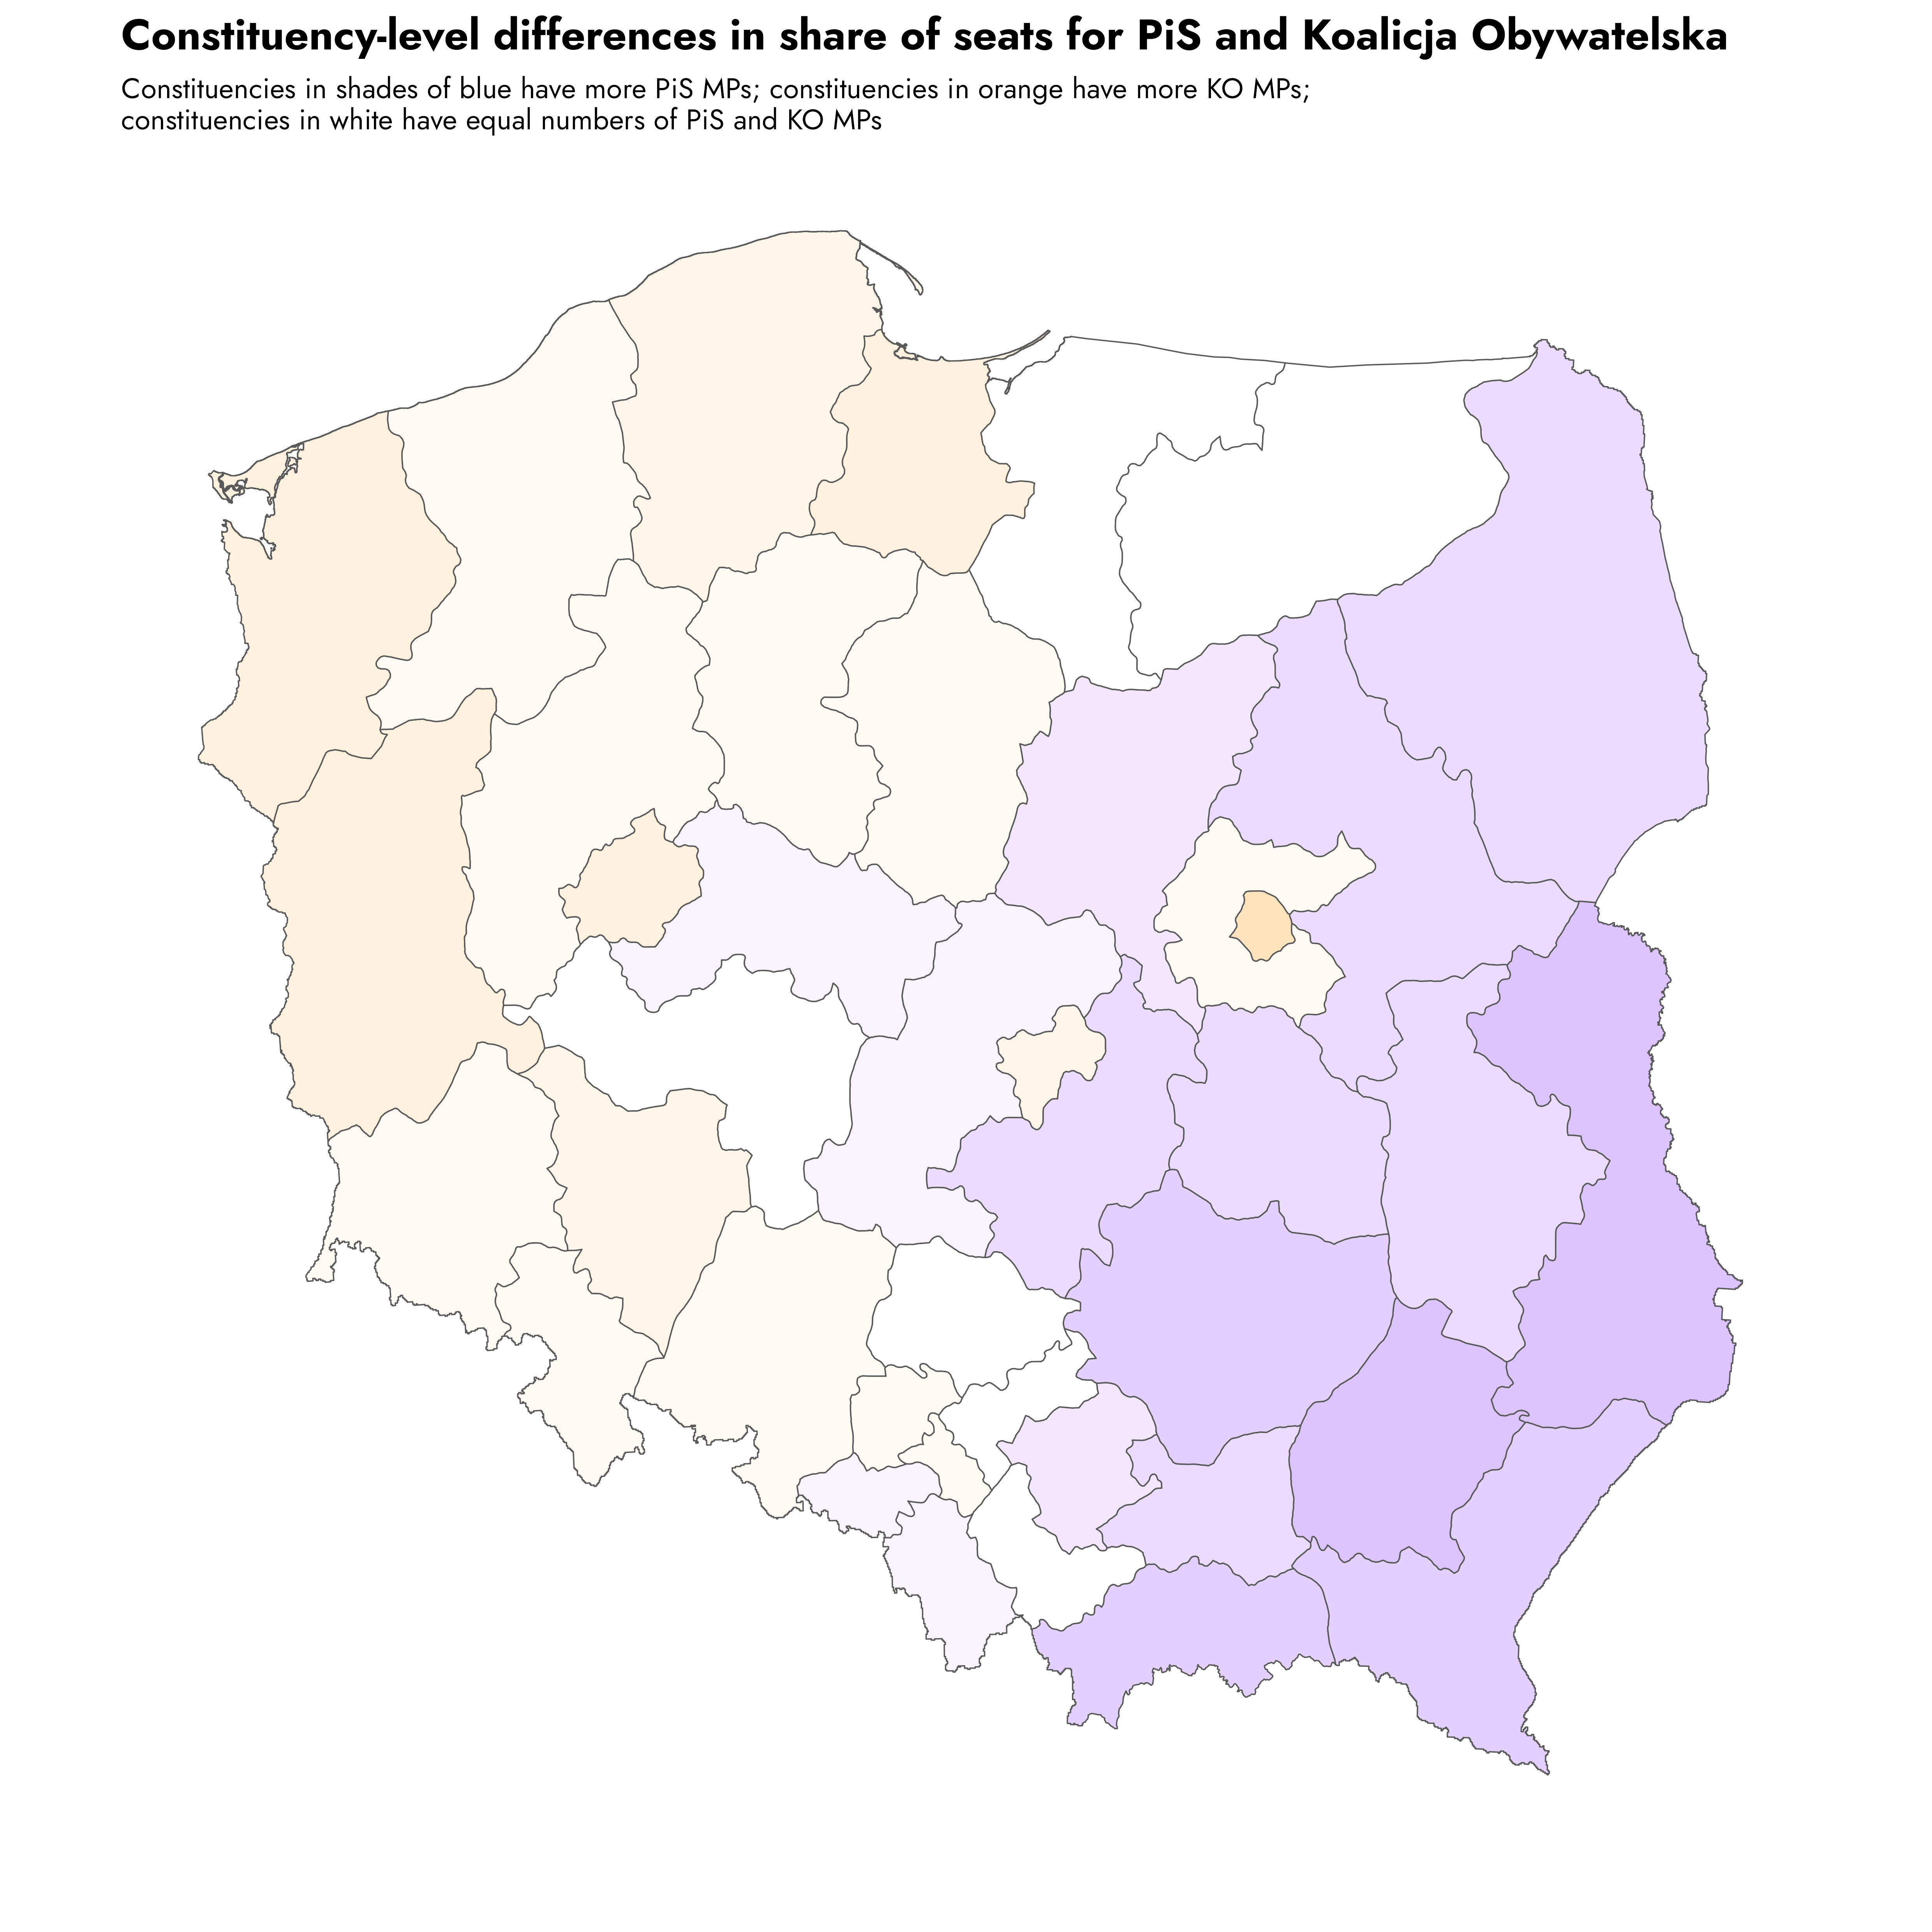 Constituency-level differences in share of seats for PiS and Koalicja Obywatelska
Constituencies in shades of blue have more PiS MPs; constituencies in orange have more KO MPs;
constituencies in white have equal numbers of PiS and KO MPs